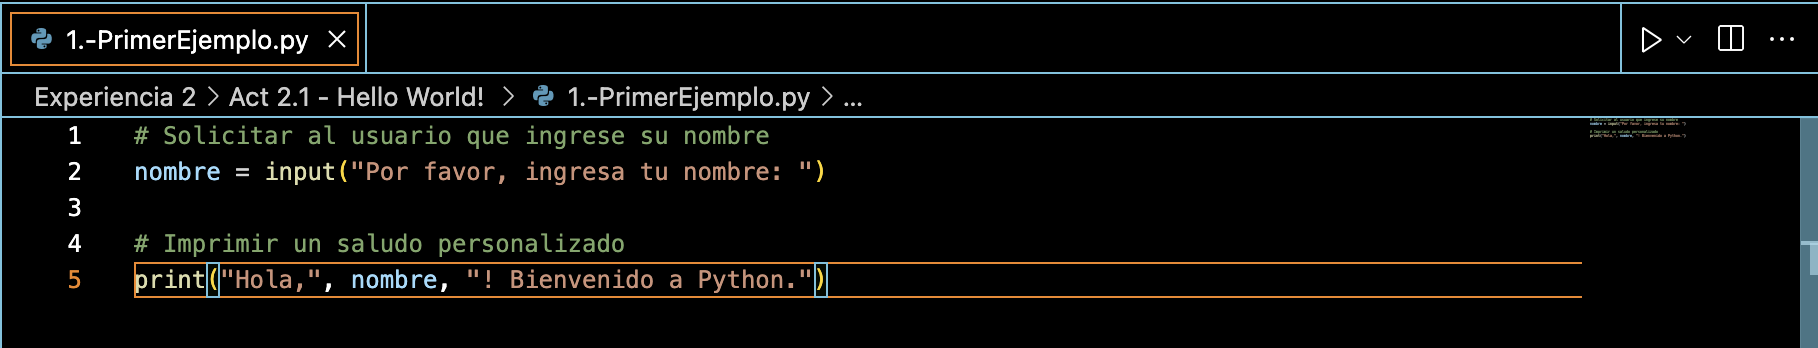 1.-PrimerEjemplo.py
Experiencia 2 > Act 2.1 - Hello World! > 1.-PrimerEjemplo.py > ...
1 # Solicitar al usuario que ingrese su nombre
2 nombre = input("Por favor, ingresa tu nombre: ")
3
4 # Imprimir un saludo personalizado
5 print("Hola,", nombre, "! Bienvenido a Python.")